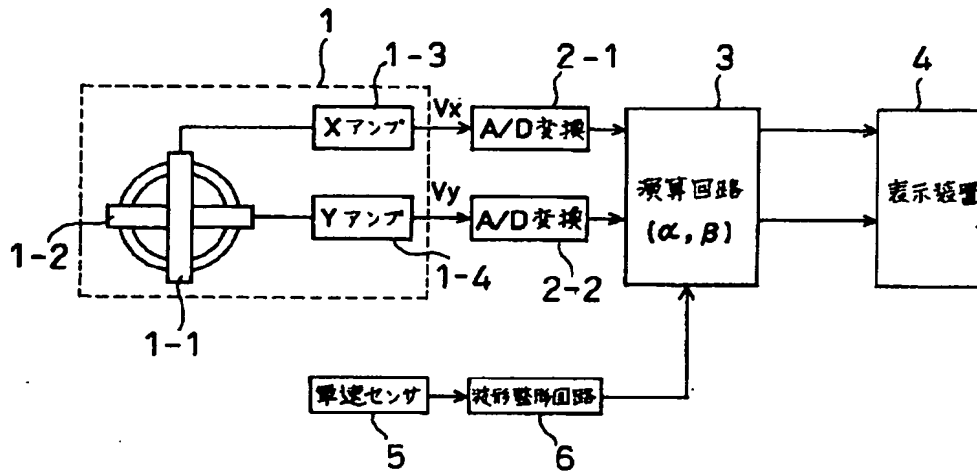 1
1-3
2-1
3
4
Xアンプ
Vx
A/D変換
演算回路
(α, β)
表示装置
Yアンプ
Vy
A/D変換
1-2
1-4
2-2
1-1
車速センサ
波形整形回路
5
6